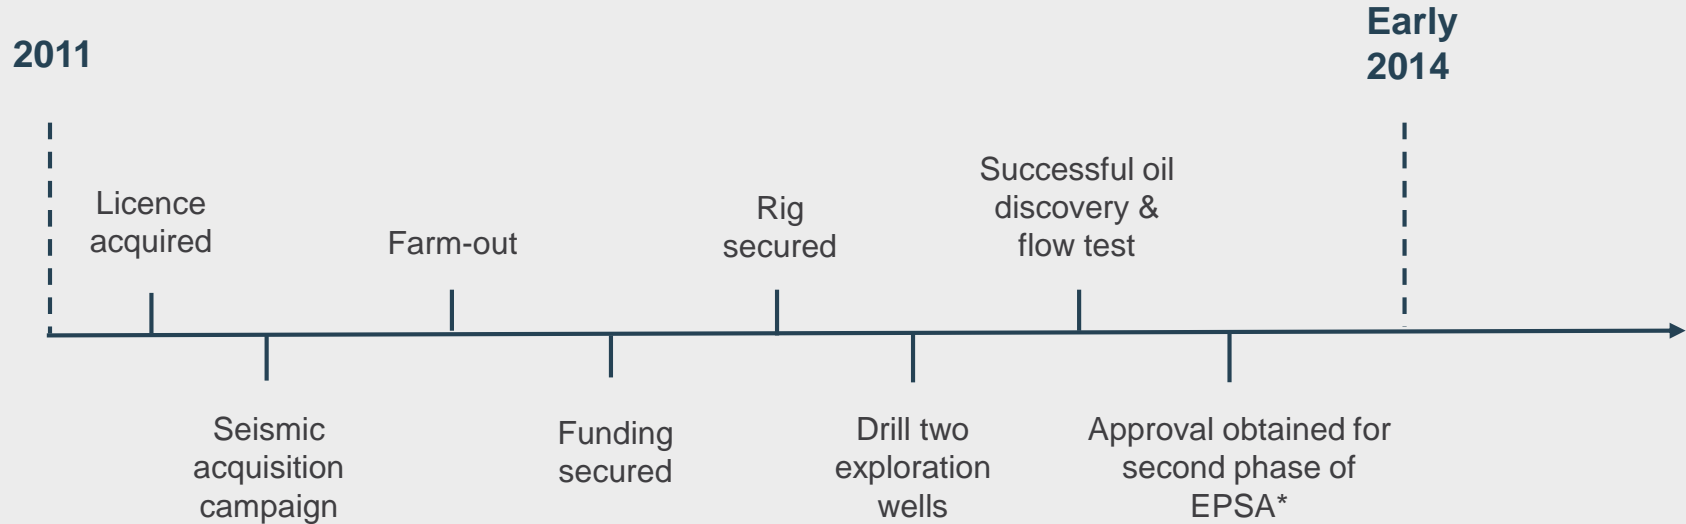 2011
Early
2014
Licence
acquired
Seismic
acquisition
campaign
Farm-out
Funding
secured
Rig
secured
Drill two
exploration
wells
Successful oil
discovery &
flow test
Approval obtained for
second phase of
EPSA*